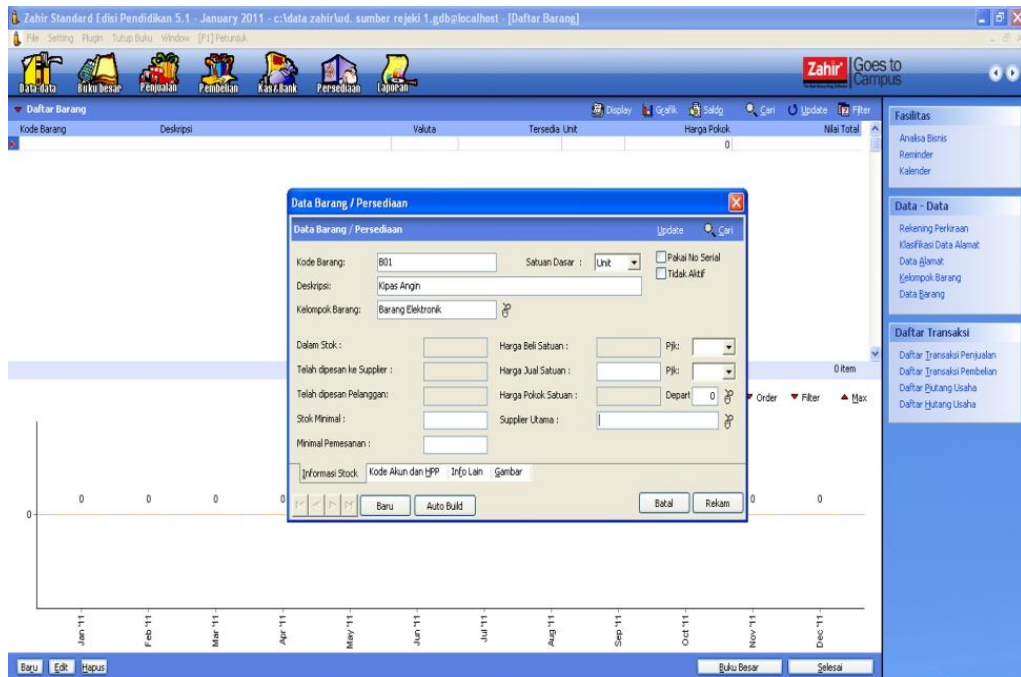 Zahir Standard Edisi Pendidikan 5.1 - January 2011 - c:\data zahir\ud. sumber rejeki 1.gdb@localhost - [Daftar Barang]
File Setting Plugin Tutup Buku Window [F1] Petunjuk
Data-data Buku besar Penjualan Pembelian Kas & Bank Persediaan Laporan
Zahir Goes to Campus
Daftar Barang Display Grafik Saldo Cari Update Filter
Kode Barang Deskripsi Valuta Tersedia Unit Harga Pokok Nilai Total
0
Data Barang / Persediaan
Data Barang / Persediaan Update Cari
Kode Barang: B01 Satuan Dasar : Unit Pakai No Serial
Tidak Aktif
Deskripsi: Kipas Angin
Kelompok Barang: Barang Elektronik
Dalam Stok : Harga Beli Satuan : Pjk:
Telah dipesan ke Supplier : Harga Jual Satuan : Pjk:
Telah dipesan Pelanggan: Harga Pokok Satuan : Depart 0
Stok Minimal : Supplier Utama :
Minimal Pemesanan :
Informasi Stock Kode Akun dan HPP Info Lain Gambar
Baru Auto Build Batal Rekam
0 item
Order Filter Max
0 0 0 0 0 0
0
Jan '11 Feb '11 Mar '11 Apr '11 May '11 Jun '11 Jul '11 Aug '11 Sep '11 Oct '11 Nov '11 Dec '11
Baru Edit Hapus Buku Besar Selesai
Fasilitas
Analisa Bisnis
Reminder
Kalender
Data - Data
Rekening Perkiraan
Klasifikasi Data Alamat
Data Alamat
Kelompok Barang
Data Barang
Daftar Transaksi
Daftar Transaksi Penjualan
Daftar Transaksi Pembelian
Daftar Piutang Usaha
Daftar Hutang Usaha